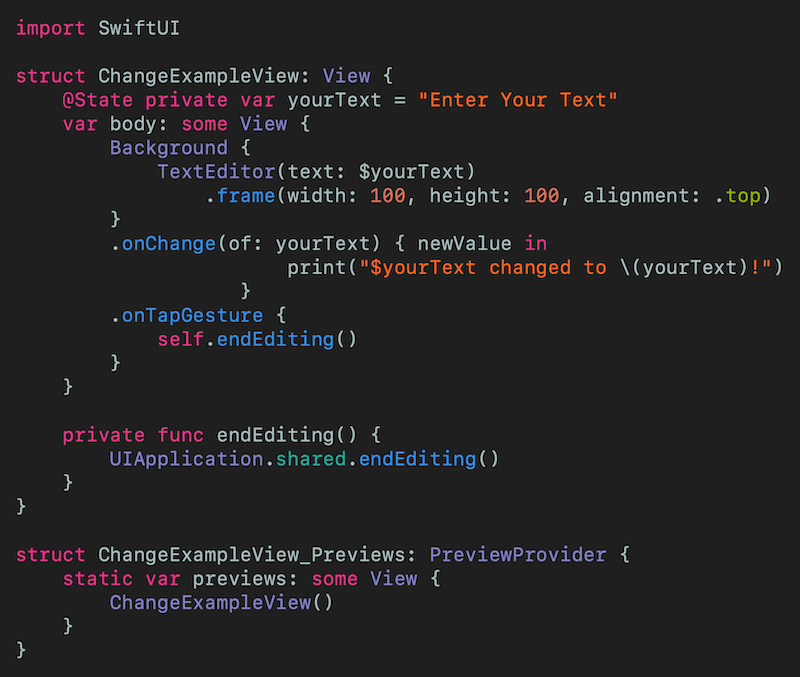 import SwiftUI

struct ChangeExampleView: View {
    @State private var yourText = "Enter Your Text"
    var body: some View {
        Background {
            TextEditor(text: $yourText)
                .frame(width: 100, height: 100, alignment: .top)
        }
        .onChange(of: yourText) { newValue in
                       print("$yourText changed to \(yourText)!")
                   }
        .onTapGesture {
            self.endEditing()
        }
    }

    private func endEditing() {
        UIApplication.shared.endEditing()
    }
}

struct ChangeExampleView_Previews: PreviewProvider {
    static var previews: some View {
        ChangeExampleView()
    }
}